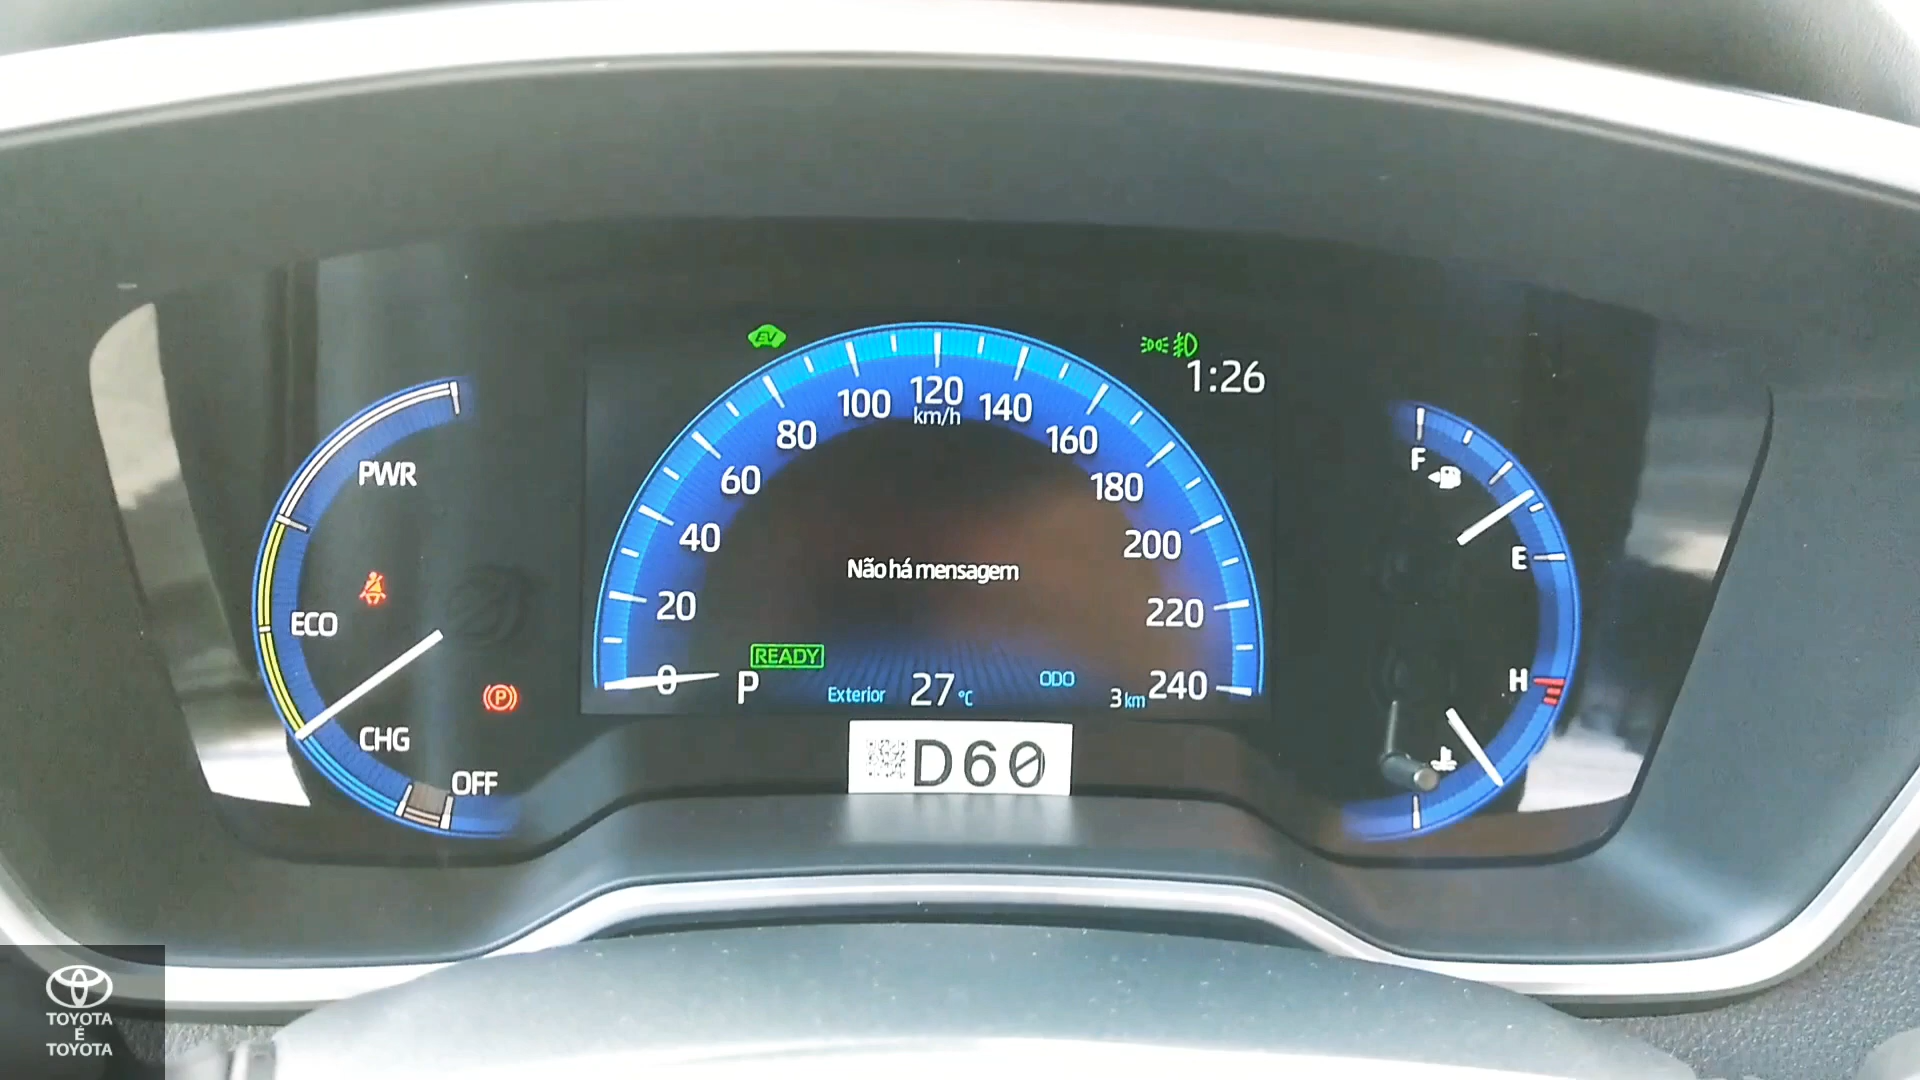 EV
1:26
120
km/h
100
140
80
160
60
180
40
200
20
220
0
240
PWR
ECO
CHG
OFF
P
Não há mensagem
READY
P
Exterior 27 °C
ODO
3 km
F
E
H
D60
TOYOTA
É
TOYOTA